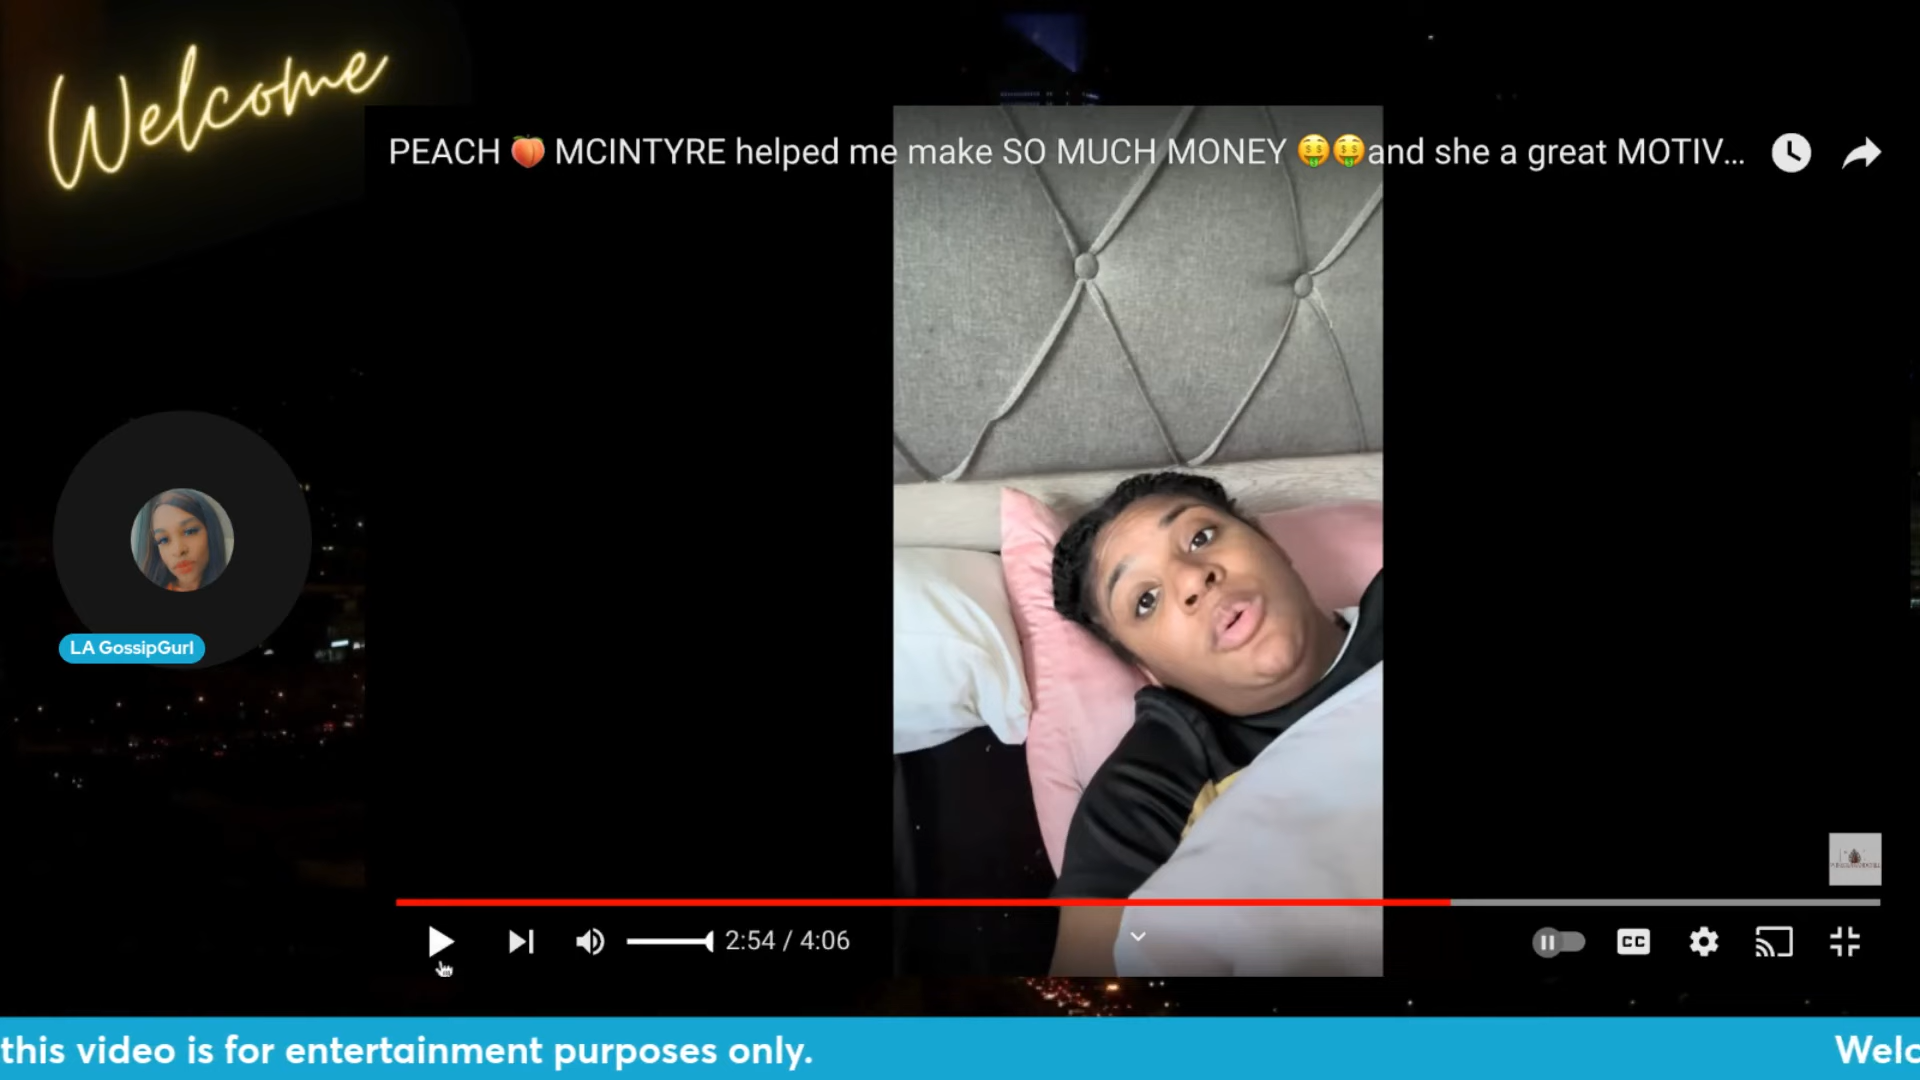 Welcome
PEACH 🍑 MCINTYRE helped me make SO MUCH MONEY 🤑🤑and she a great MOTIV...
LA GossipGurl
2:54 / 4:06
CC
this video is for entertainment purposes only.
Welc